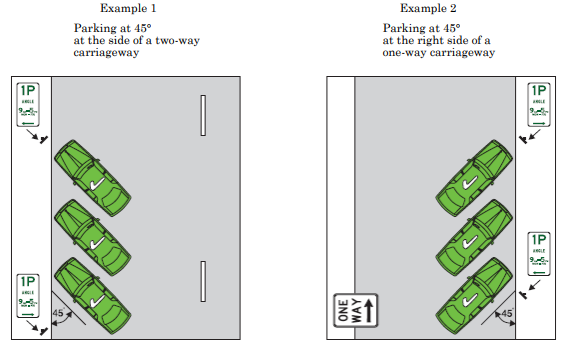 Example 1
Parking at 45°
at the side of a two-way
carriageway
Example 2
Parking at 45°
at the right side of a
one-way carriageway
1P
ANGLE
1P
ANGLE
45
1P
ANGLE
1P
ANGLE
45
ONE
WAY